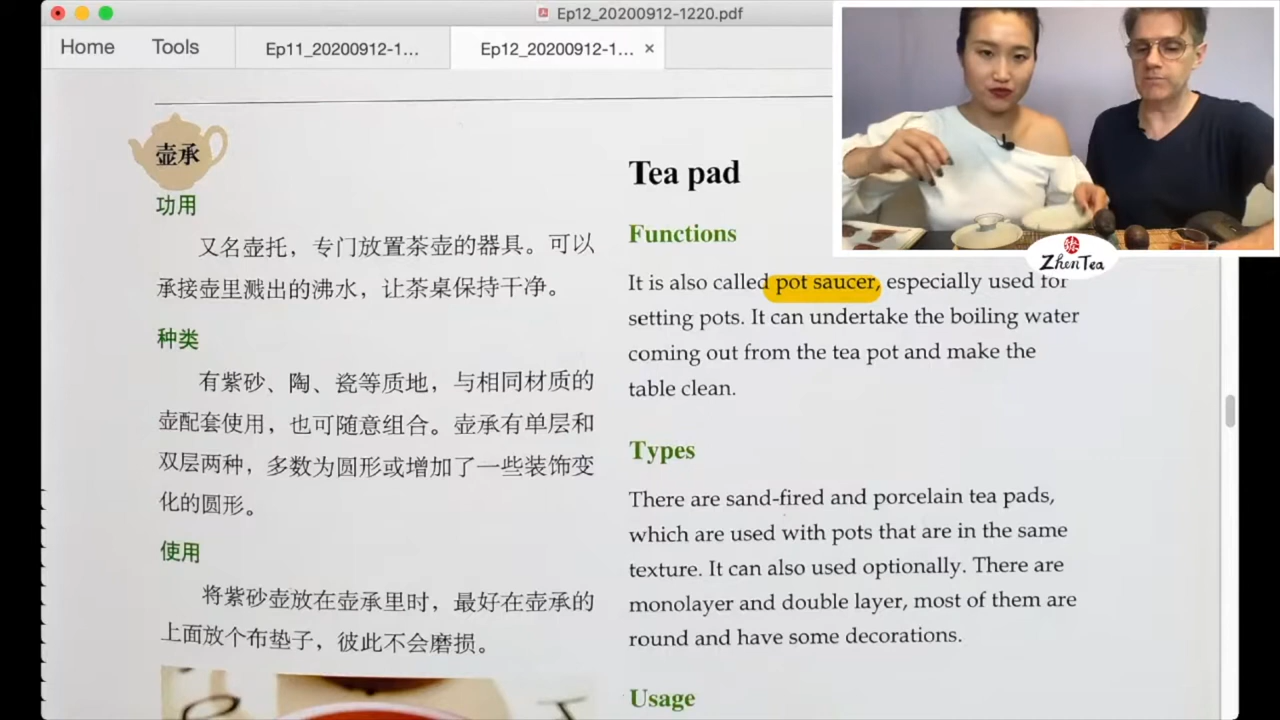 Ep12_20200912-1220.pdf
Home
Tools
Ep11_20200912-1...
Ep12_20200912-1... ×
壶承
功用
又名壶托，专门放置茶壶的器具。可以
承接壶里溅出的沸水，让茶桌保持干净。
种类
有紫砂、陶、瓷等质地，与相同材质的
壶配套使用，也可随意组合。壶承有单层和
双层两种，多数为圆形或增加了一些装饰变
化的圆形。
使用
将紫砂壶放在壶承里时，最好在壶承的
上面放个布垫子，彼此不会磨损。
Tea pad
Functions
It is also called pot saucer, especially used for
setting pots. It can undertake the boiling water
coming out from the tea pot and make the
table clean.
Types
There are sand-fired and porcelain tea pads,
which are used with pots that are in the same
texture. It can also used optionally. There are
monolayer and double layer, most of them are
round and have some decorations.
Usage
ZhenTea